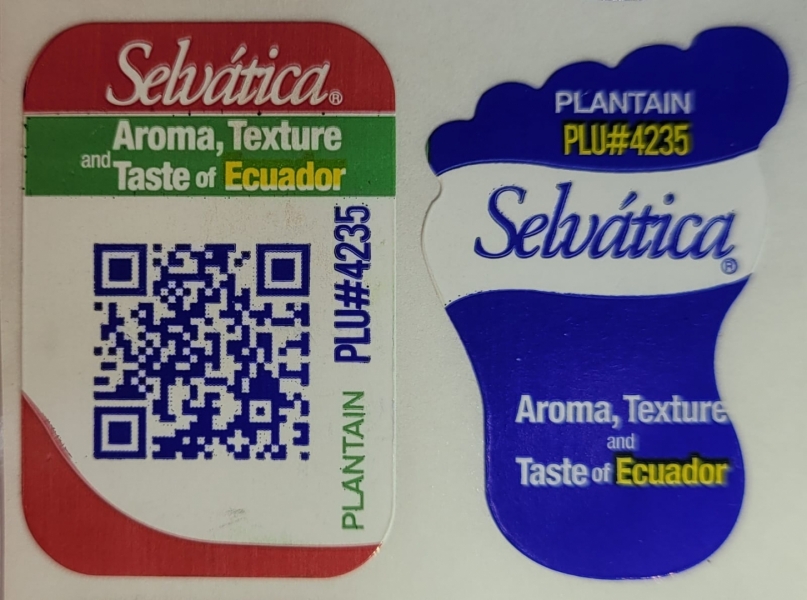 Selvática®
Aroma, Texture
and Taste of Ecuador
PLU#4235
PLANTAIN
PLANTAIN
PLU#4235
Selvática®
Aroma, Texture
and
Taste of Ecuador